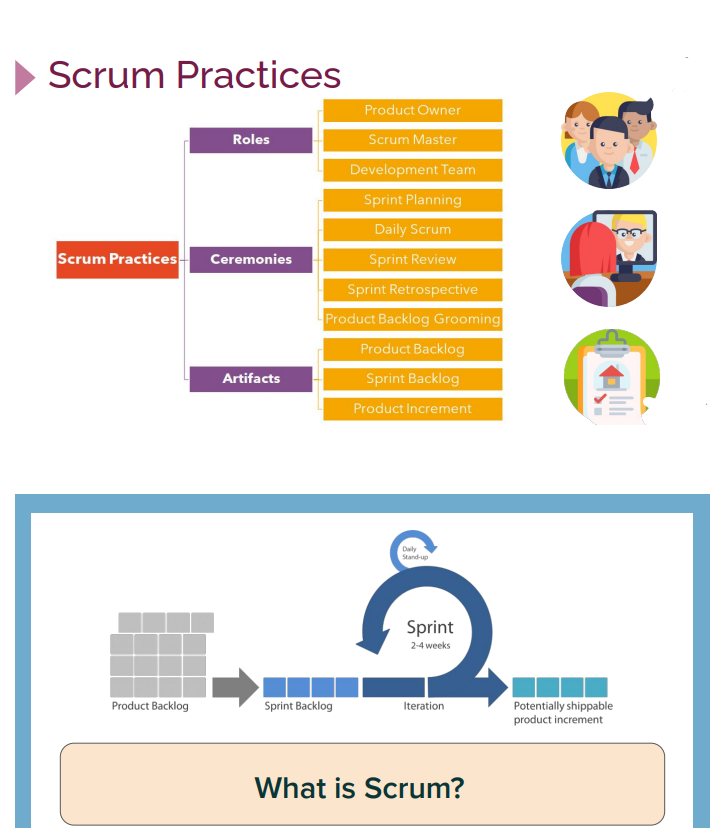 Scrum Practices
Product Owner
Roles
Scrum Master
Development Team
Sprint Planning
Daily Scrum
Scrum Practices
Ceremonies
Sprint Review
Sprint Retrospective
Product Backlog Grooming
Product Backlog
Artifacts
Sprint Backlog
Product Increment
Daily
Stand-up
Sprint
2-4 weeks
Product Backlog
Sprint Backlog
Iteration
Potentially shippable
product increment
What is Scrum?